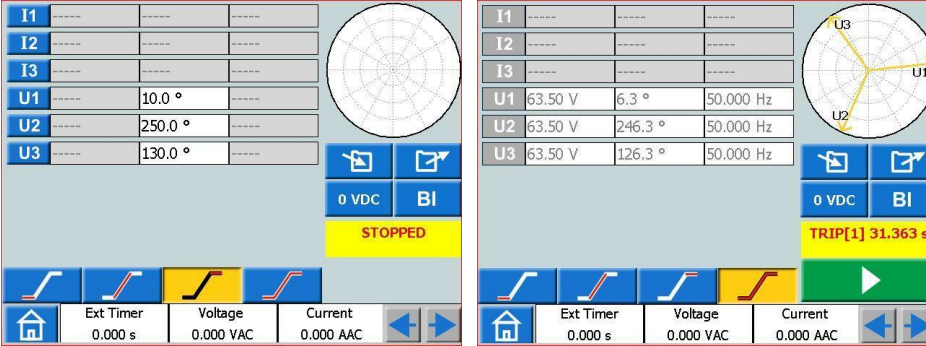 I1 ----- ----- -----
I2 ----- ----- -----
I3 ----- ----- -----
U1 ----- 10.0 ° -----
U2 ----- 250.0 ° -----
U3 ----- 130.0 ° -----
0 VDC BI
STOPPED
Ext Timer Voltage Current
0.000 s 0.000 VAC 0.000 AAC
I1 ----- ----- -----
I2 ----- ----- -----
I3 ----- ----- -----
U1 63.50 V 6.3 ° 50.000 Hz
U2 63.50 V 246.3 ° 50.000 Hz
U3 63.50 V 126.3 ° 50.000 Hz
U3
U1
U2
0 VDC BI
TRIP[1] 31.363 s
Ext Timer Voltage Current
0.000 s 0.000 VAC 0.000 AAC